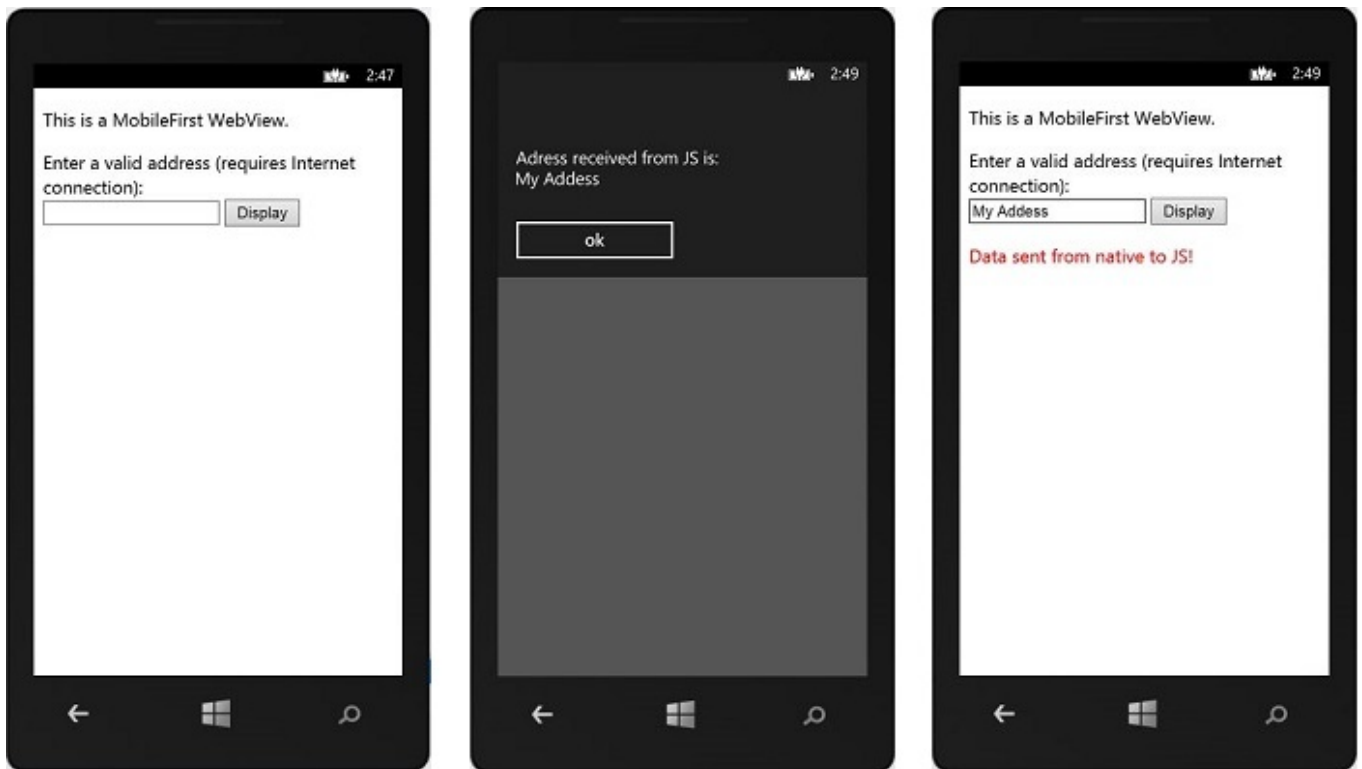 2:47
This is a MobileFirst WebView.
Enter a valid address (requires Internet
connection):
Display
2:49
Adress received from JS is:
My Addess
ok
2:49
This is a MobileFirst WebView.
Enter a valid address (requires Internet
connection):
My Addess Display
Data sent from native to JS!